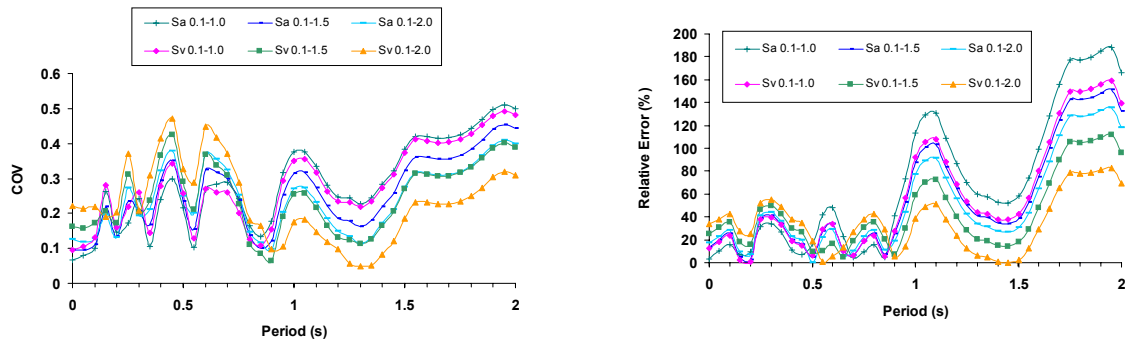 Sa 0.1-1.0 Sa 0.1-1.5 Sa 0.1-2.0
Sv 0.1-1.0 Sv 0.1-1.5 Sv 0.1-2.0
0.6
0.5
0.4
0.3
0.2
0.1
0
COV
0 0.5 1 1.5 2
Period (s)
Sa 0.1-1.0 Sa 0.1-1.5 Sa 0.1-2.0
Sv 0.1-1.0 Sv 0.1-1.5 Sv 0.1-2.0
200
180
160
140
120
100
80
60
40
20
0
Relative Error (%)
0 0.5 1 1.5 2
Period (s)